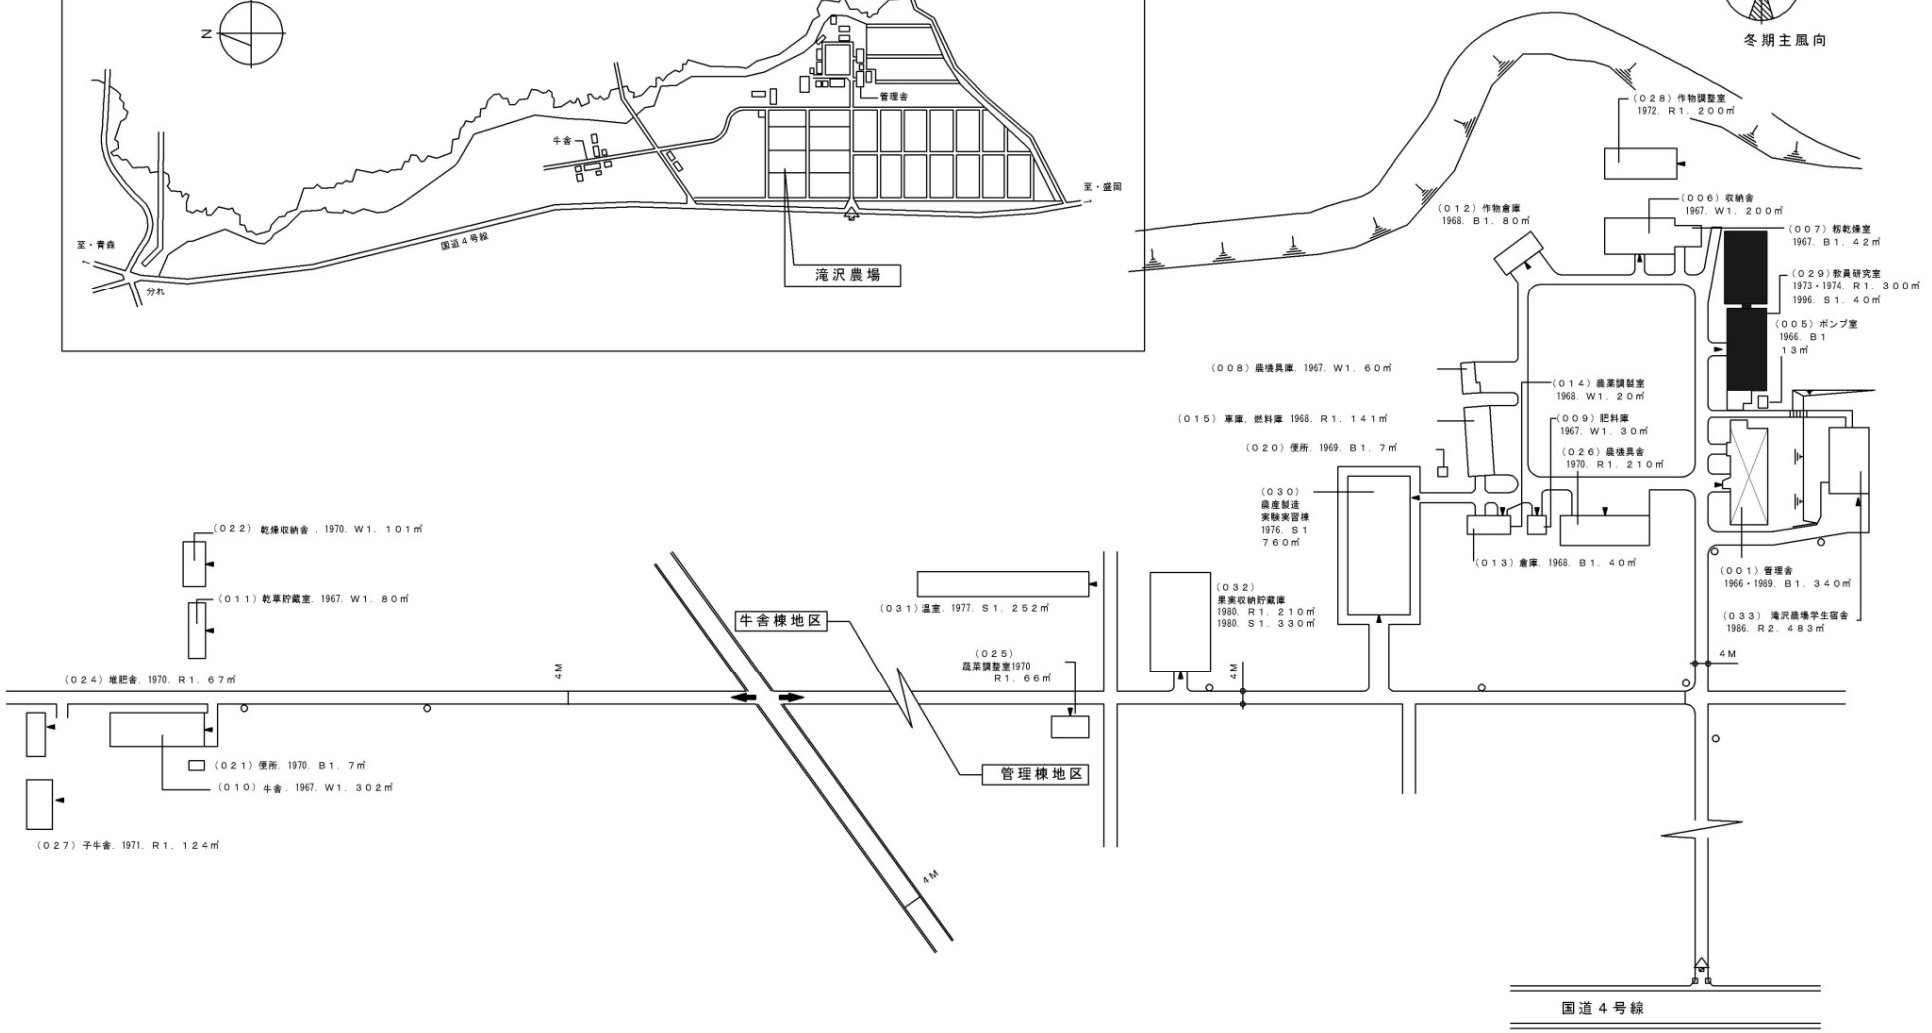 N
冬期主風向
管理舎
牛舎
至・盛岡
至・青森
国道4号線
分れ
滝沢農場
(028)作物調整室
1972. R1. 200㎡
(006)収納舎
1967. W1. 200㎡
(012)作物倉庫
1968. B1. 80㎡
(007)籾乾燥室
1967. B1. 42㎡
(029)教員研究室
1973・1974. R1. 300㎡
1996. S1. 40㎡
(005)ポンプ室
1966. B1
13㎡
(008)農機具庫. 1967. W1. 60㎡
(014)農薬調製室
1968. W1. 20㎡
(015)車庫. 燃料庫 1968. R1. 141㎡
(009)肥料庫
1967. W1. 30㎡
(020)便所. 1969. B1. 7㎡
(026)農機具舎
1970. R1. 210㎡
(030)
農産製造
実験実習棟
1976. S1
760㎡
(013)倉庫. 1968. B1. 40㎡
(001)管理舎
1966・1989. B1. 340㎡
(033) 滝沢農場学生宿舎
1986. R2. 483㎡
(022) 乾燥収納舎 . 1970. W1. 101㎡
(011)乾草貯蔵室. 1967. W1. 80㎡
(031)温室. 1977. S1. 252㎡
(032)
果実収納貯蔵庫
1980. R1. 210㎡
1980. S1. 330㎡
牛舎棟地区
(025)
蔬菜調整室1970
R1. 66㎡
4M
4M
4M
(024)堆肥舎. 1970. R1. 67㎡
(021)便所. 1970. B1. 7㎡
(010)牛舎. 1967. W1. 302㎡
管理棟地区
(027)子牛舎. 1971. R1. 124㎡
4M
国道4号線